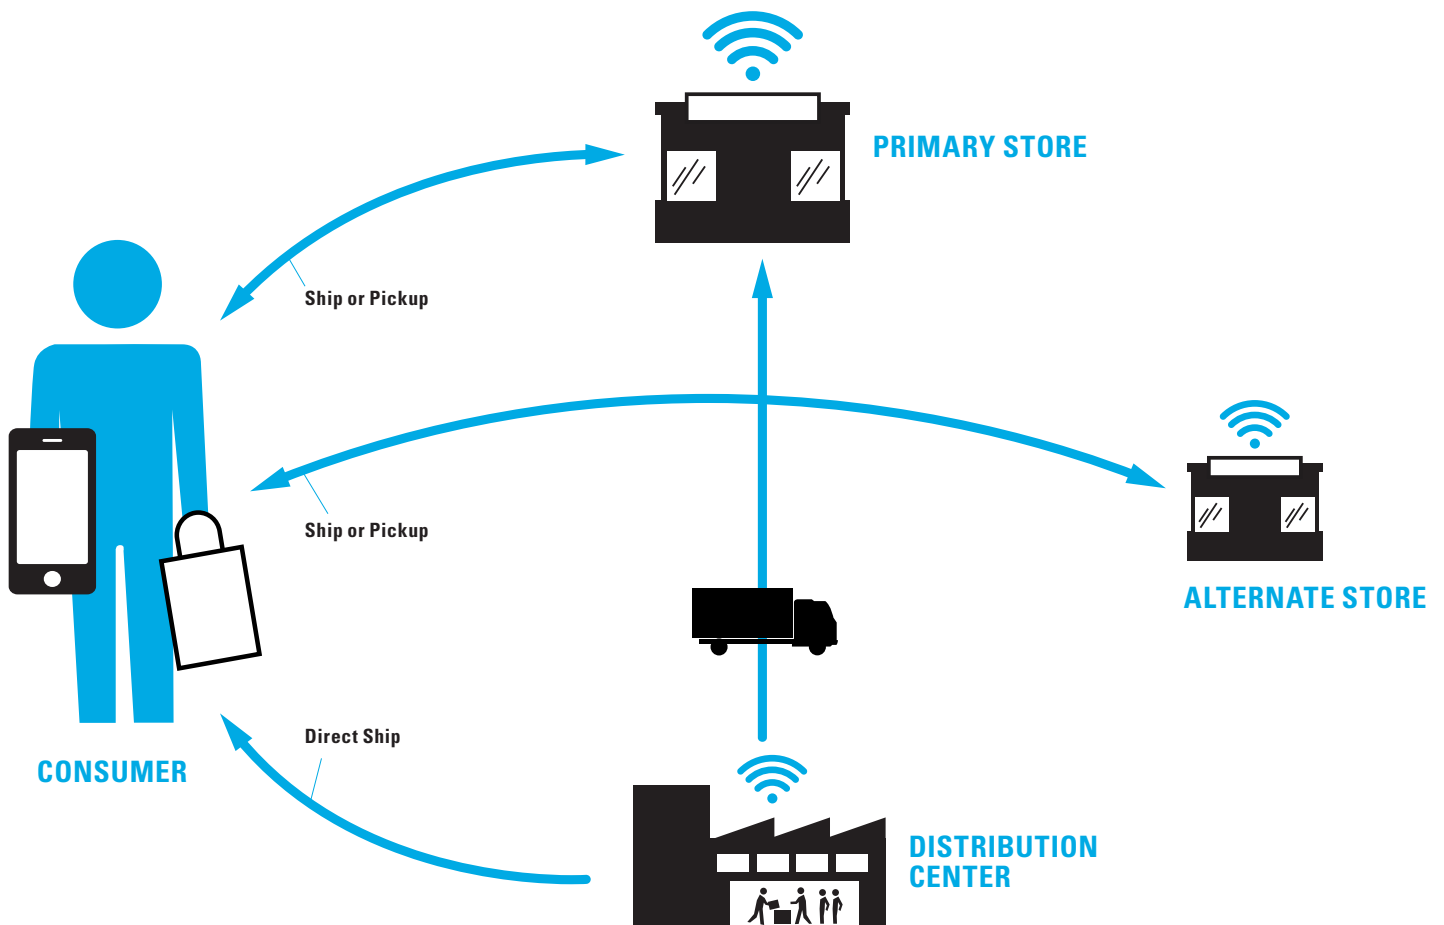 PRIMARY STORE
Ship or Pickup
Ship or Pickup
ALTERNATE STORE
Direct Ship
CONSUMER
DISTRIBUTION
CENTER